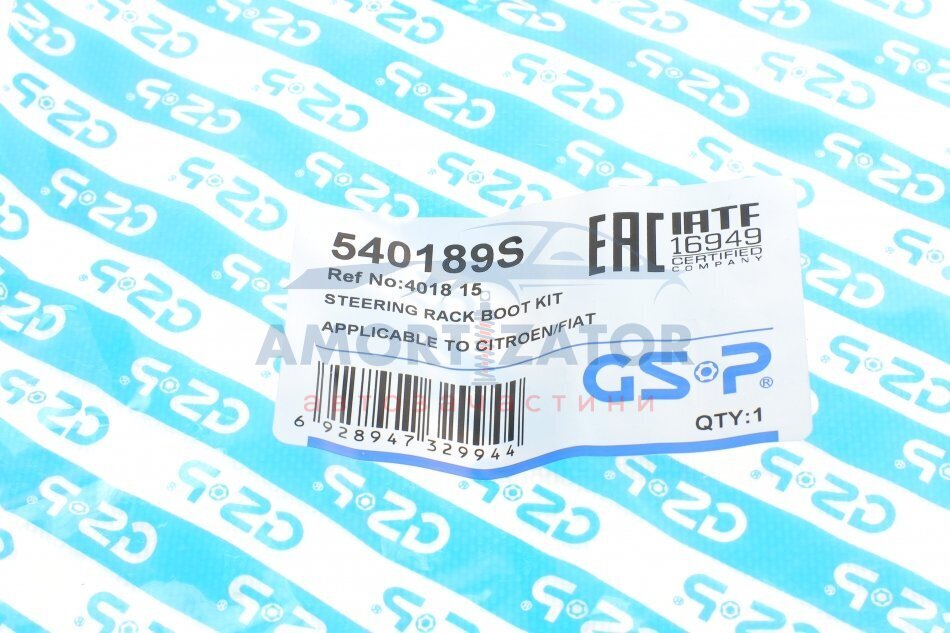 540189S
Ref No:4018 15
STEERING RACK BOOT KIT
APPLICABLE TO CITROEN/FIAT
EAC
IATF
16949
CERTIFIED
COMPANY
AMORTIZATOR
автозапчастини
GSP®
QTY:1
6 928947 329944